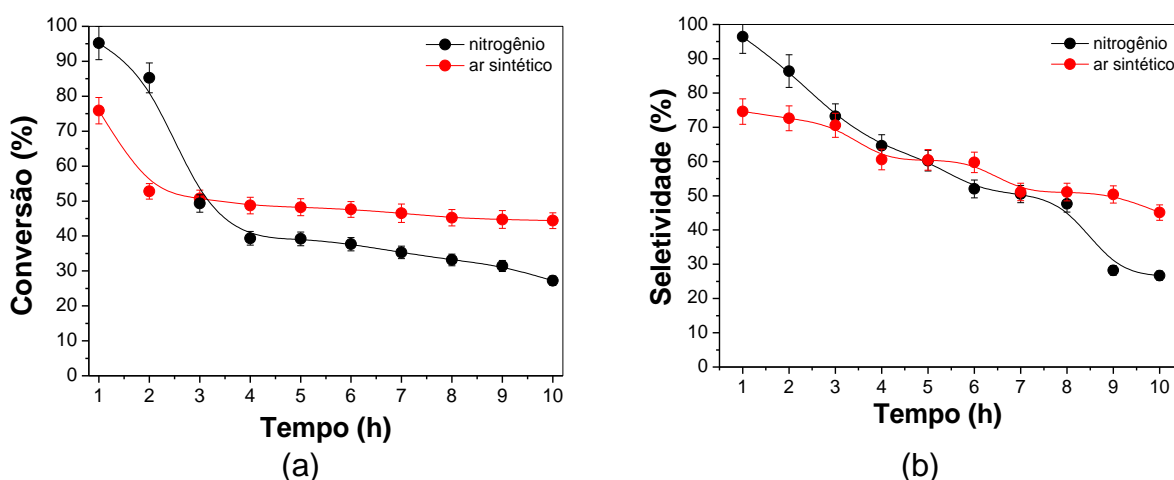 Conversão (%)
100
90
80
70
60
50
40
30
20
10
0
nitrogênio
ar sintético
1 2 3 4 5 6 7 8 9 10
Tempo (h)
(a)
Seletividade (%)
100
90
80
70
60
50
40
30
20
10
0
nitrogênio
ar sintético
1 2 3 4 5 6 7 8 9 10
Tempo (h)
(b)